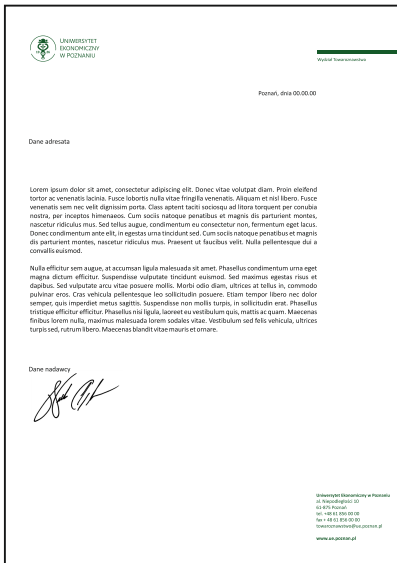 UNIWERSYTET
EKONOMICZNY
W POZNANIU
Wydział Towaroznawstwa
Poznań, dnia 00.00.00
Dane adresata
Lorem ipsum dolor sit amet, consectetur adipiscing elit. Donec vitae volutpat diam. Proin eleifend
tortor ac venenatis lacinia. Fusce lobortis nulla vitae fringilla venenatis. Aliquam et nisl libero. Fusce
venenatis sem nec velit dignissim porta. Class aptent taciti sociosqu ad litora torquent per conubia
nostra, per inceptos himenaeos. Cum sociis natoque penatibus et magnis dis parturient montes,
nascetur ridiculus mus. Sed tellus augue, condimentum eu consectetur non, fermentum eget lacus.
Donec condimentum ante elit, in egestas urna tincidunt sed. Cum sociis natoque penatibus et magnis
dis parturient montes, nascetur ridiculus mus. Praesent ut faucibus velit. Nulla pellentesque dui a
convallis euismod.
Nulla efficitur sem augue, at accumsan ligula malesuada sit amet. Phasellus condimentum urna eget
magna dictum efficitur. Suspendisse vulputate tincidunt euismod. Sed maximus egestas risus et
dapibus. Sed vulputate arcu vitae posuere mollis. Morbi odio diam, ultrices at tellus in, commodo
pulvinar eros. Cras vehicula pellentesque leo sollicitudin posuere. Etiam tempor libero nec dolor
semper, quis imperdiet metus sagittis. Suspendisse non mollis turpis, in sollicitudin erat. Phasellus
tristique efficitur efficitur. Phasellus nisi ligula, laoreet eu vestibulum quis, mattis ac quam. Maecenas
finibus lorem nulla, maximus malesuada lorem sodales vitae. Vestibulum sed felis vehicula, ultrices
turpis sed, rutrum libero. Maecenas blandit vitae mauris et ornare.
Dane nadawcy
Uniwersytet Ekonomiczny w Poznaniu
al. Niepodległości 10
61-875 Poznań
tel. +48 61 856 00 00
fax + 48 61 856 00 00
towaroznawstwo@ue.poznan.pl
www.ue.poznan.pl